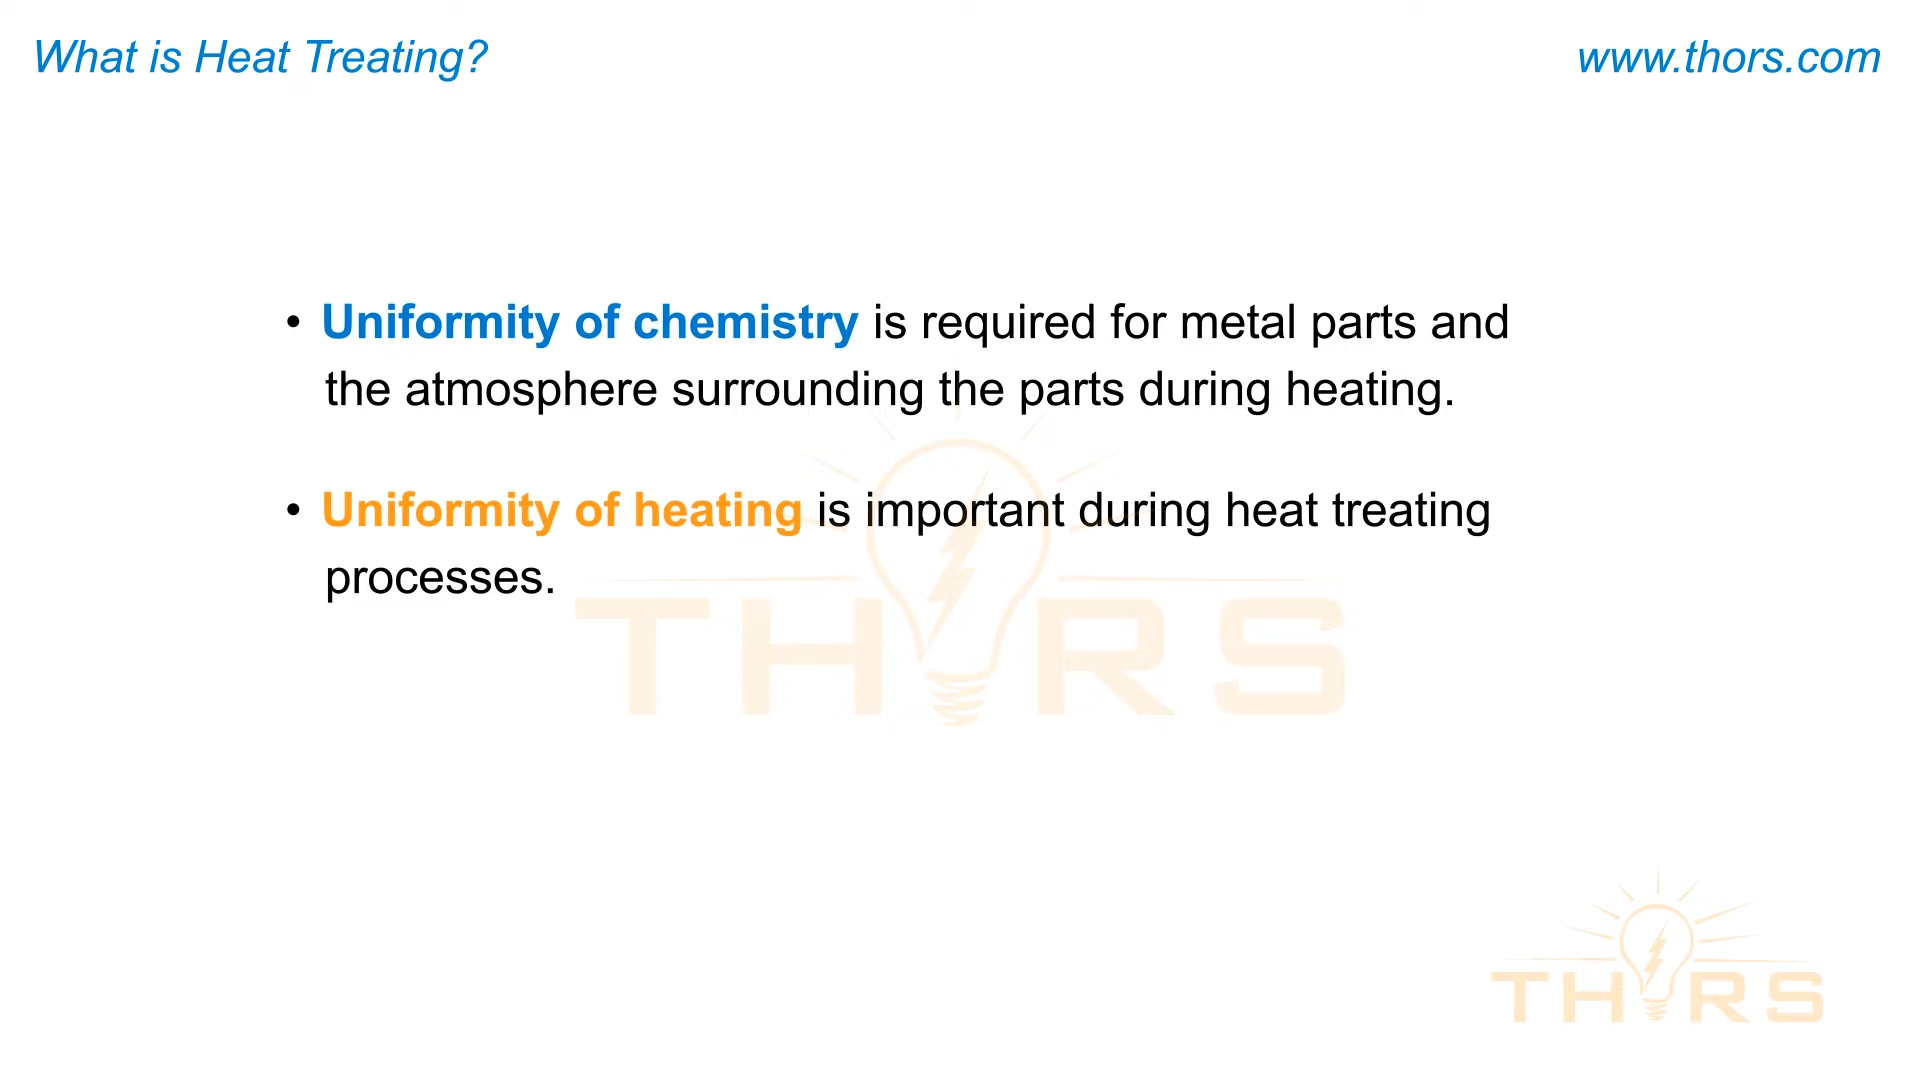 What is Heat Treating?
www.thors.com
• Uniformity of chemistry is required for metal parts and
the atmosphere surrounding the parts during heating.
• Uniformity of heating is important during heat treating
processes.
THORS
THORS